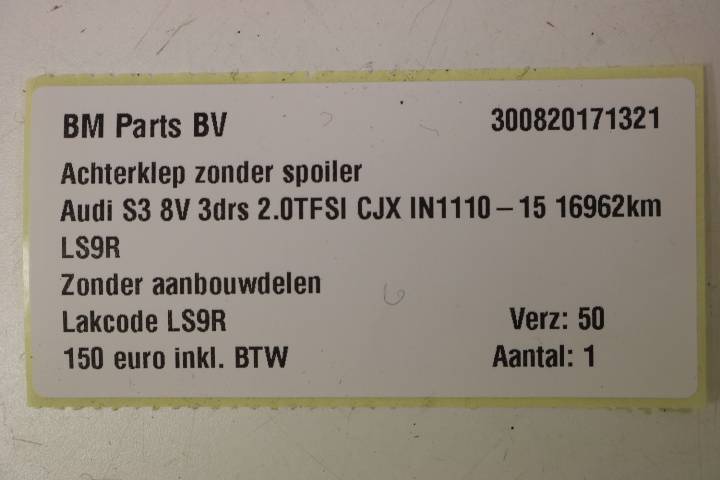 BM Parts BV 300820171321
Achterklep zonder spoiler
Audi S3 8V 3drs 2.0TFSI CJX IN1110 – 15 16962km
LS9R
Zonder aanbouwdelen
Lakcode LS9R Verz: 50
150 euro inkl. BTW Aantal: 1